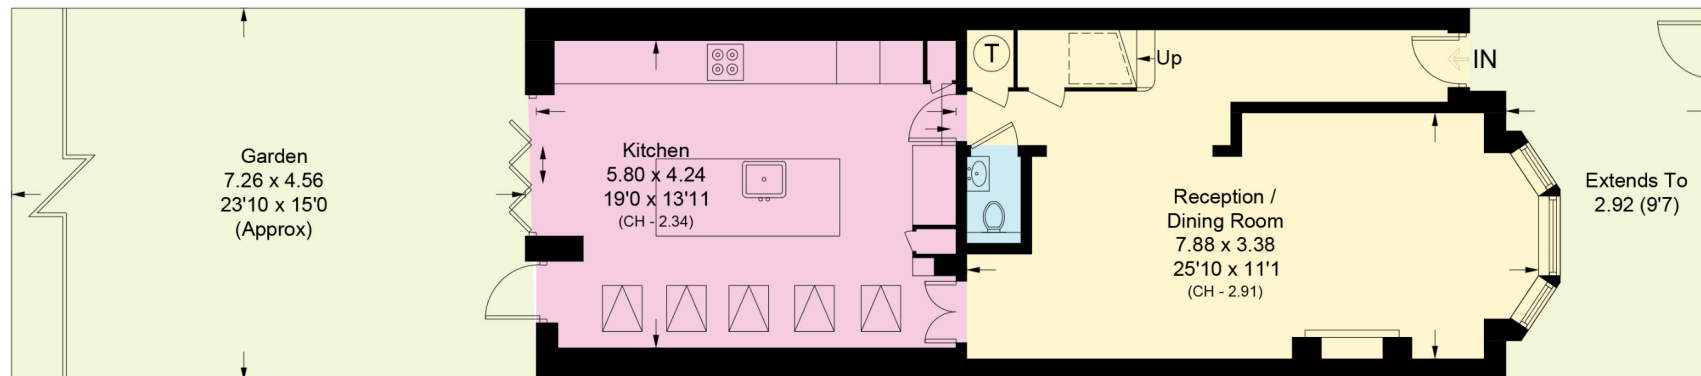 Garden
7.26 x 4.56
23'10 x 15'0
(Approx)
Kitchen
5.80 x 4.24
19'0 x 13'11
(CH - 2.34)
T
Up
IN
Reception /
Dining Room
7.88 x 3.38
25'10 x 11'1
(CH - 2.91)
Extends To
2.92 (9'7)